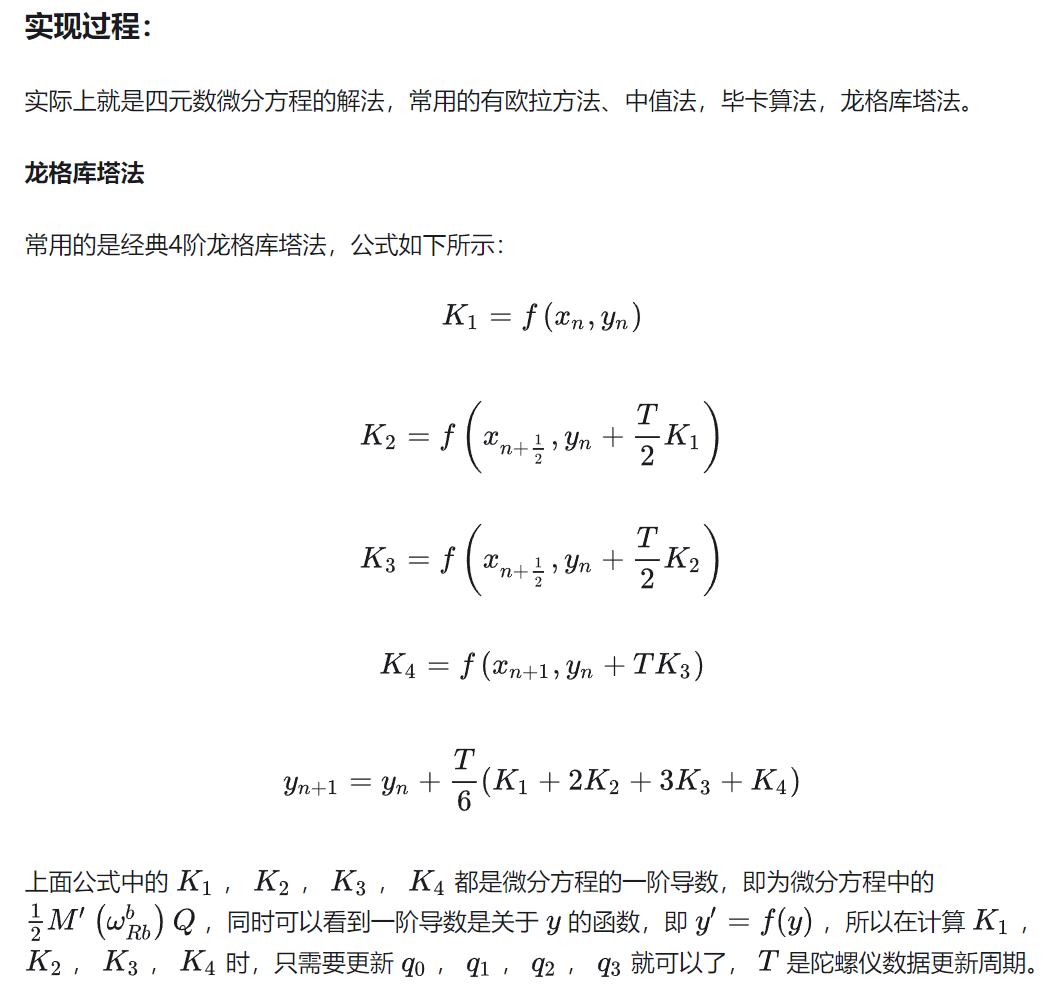 实现过程：
实际上就是四元数微分方程的解法，常用的有欧拉方法、中值法，毕卡算法，龙格库塔法。
龙格库塔法
常用的是经典4阶龙格库塔法，公式如下所示：
$K_1 = f\left(x_n, y_n\right)$
$K_2 = f\left(x_{n+\frac{1}{2}}, y_n + \frac{T}{2}K_1\right)$
$K_3 = f\left(x_{n+\frac{1}{2}}, y_n + \frac{T}{2}K_2\right)$
$K_4 = f\left(x_{n+1}, y_n + TK_3\right)$
$y_{n+1} = y_n + \frac{T}{6}(K_1 + 2K_2 + 3K_3 + K_4)$
上面公式中的 $K_1$ ， $K_2$ ， $K_3$ ， $K_4$ 都是微分方程的一阶导数，即为微分方程中的
$\frac{1}{2}M'\left(\omega_{Rb}^{b}\right)Q$ ，同时可以看到一阶导数是关于 $y$ 的函数，即 $y' = f(y)$ ，所以在计算 $K_1$ ，
$K_2$ ， $K_3$ ， $K_4$ 时，只需要更新 $q_0$ ， $q_1$ ， $q_2$ ， $q_3$ 就可以了， $T$ 是陀螺仪数据更新周期。